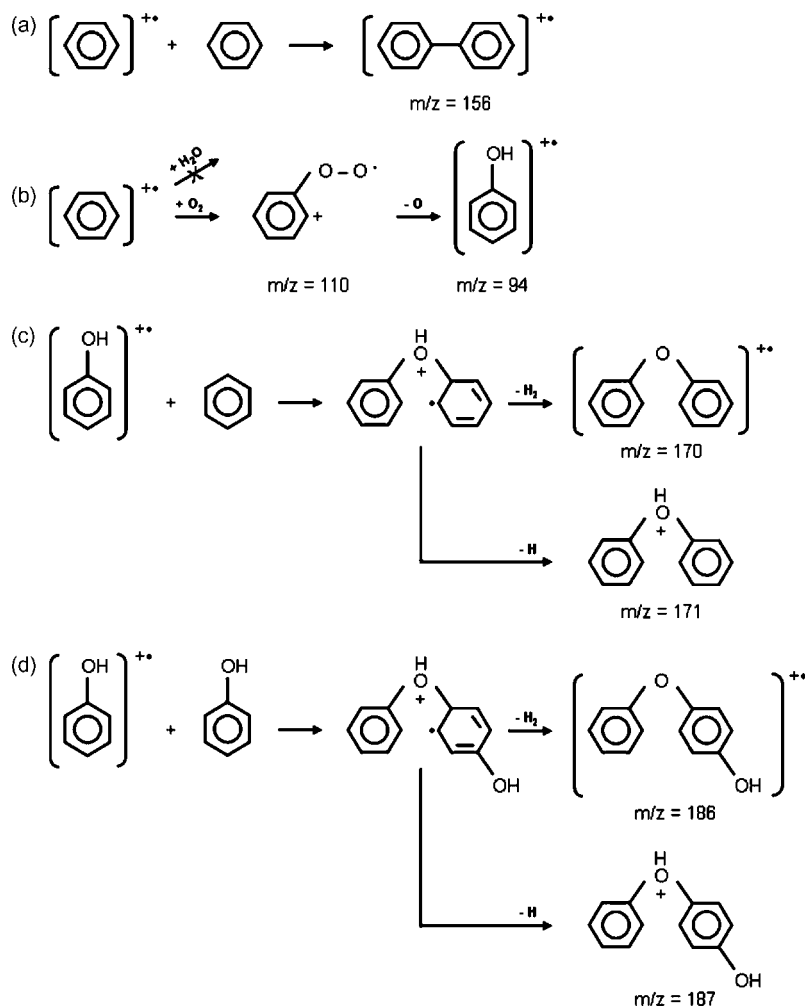 (a) +• + +•
m/z = 156
(b) +• + H₂O + O₂ O – O • + - O OH +•
m/z = 110 m/z = 94
(c) OH +• + H O + • - H₂ O +•
m/z = 170
- H H O +
m/z = 171
(d) OH +• + OH H O + • OH - H₂ O OH +•
m/z = 186
- H H O + OH
m/z = 187